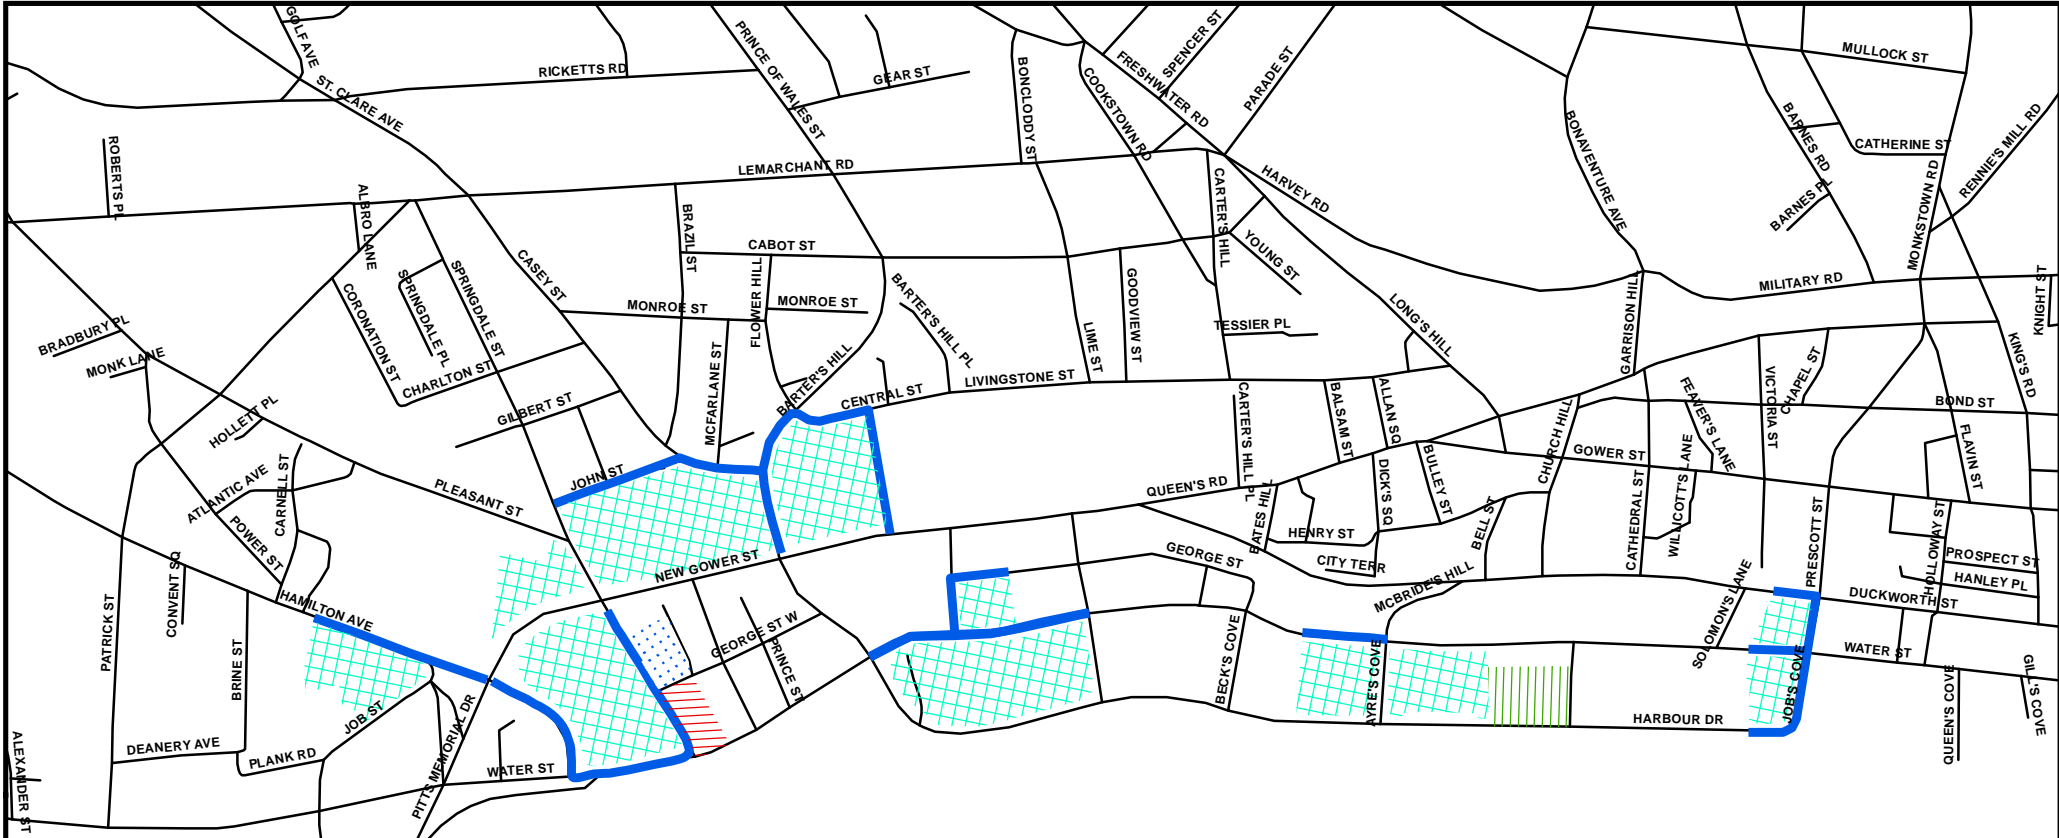 GOLF AVE
ST. CLARE AVE
RICKETTS RD
PRINCE OF WALES ST
GEAR ST
BONCLODDY ST
COOKSTOWN RD
FRESHWATER RD
SPENCER ST
PARADE ST
MULLOCK ST
BARNES RD
CATHERINE ST
RENNIE'S MILL RD
ROBERTS PL
LEMARCHANT RD
HARVEY RD
BONAVENTURE AVE
BARNES PL
MONKSTOWN RD
ALBRO LANE
BRAZIL ST
CABOT ST
CARTER'S HILL
YOUNG ST
CASEY ST
SPRINGDALE ST
SPRINGDALE PL
CORONATION ST
MONROE ST
FLOWER HILL
MONROE ST
BARTER'S HILL PL
GOODVIEW ST
LIME ST
TESSIER PL
LONG'S HILL
GARRISON HILL
MILITARY RD
KNIGHT ST
KING'S RD
BRADBURY PL
MONK LANE
CHARLTON ST
MCFARLANE ST
BARTER'S HILL
CENTRAL ST
LIVINGSTONE ST
HOLLETT PL
GILBERT ST
CARTER'S HILL PL
BALSAM ST
ALLAN SQ
CHURCH HILL
FEAVER'S LANE
VICTORIA ST
CHAPEL ST
BOND ST
FLAVIN ST
ATLANTIC AVE
CARNELL ST
JOHN ST
PLEASANT ST
QUEEN'S RD
DICK'S SQ
BULLEY ST
GOWER ST
CATHEDRAL ST
WILLICOTT'S LANE
POWER ST
NEW GOWER ST
BATES HILL
HENRY ST
BELL ST
PRESCOTT ST
HOLLOWAY ST
PROSPECT ST
CONVENT SQ
GEORGE ST
CITY TERR
HANLEY PL
HAMILTON AVE
MCBRIDE'S HILL
DUCKWORTH ST
PATRICK ST
BRINE ST
GEORGE ST W
PRINCE ST
BECK'S COVE
AYRE'S COVE
SOLOMON'S LANE
WATER ST
JOB'S COVE
QUEEN'S COVE
GILL'S COVE
JOB ST
HARBOUR DR
ALEXANDER ST
DEANERY AVE
PLANK RD
PITTS MEMORIAL DR
WATER ST